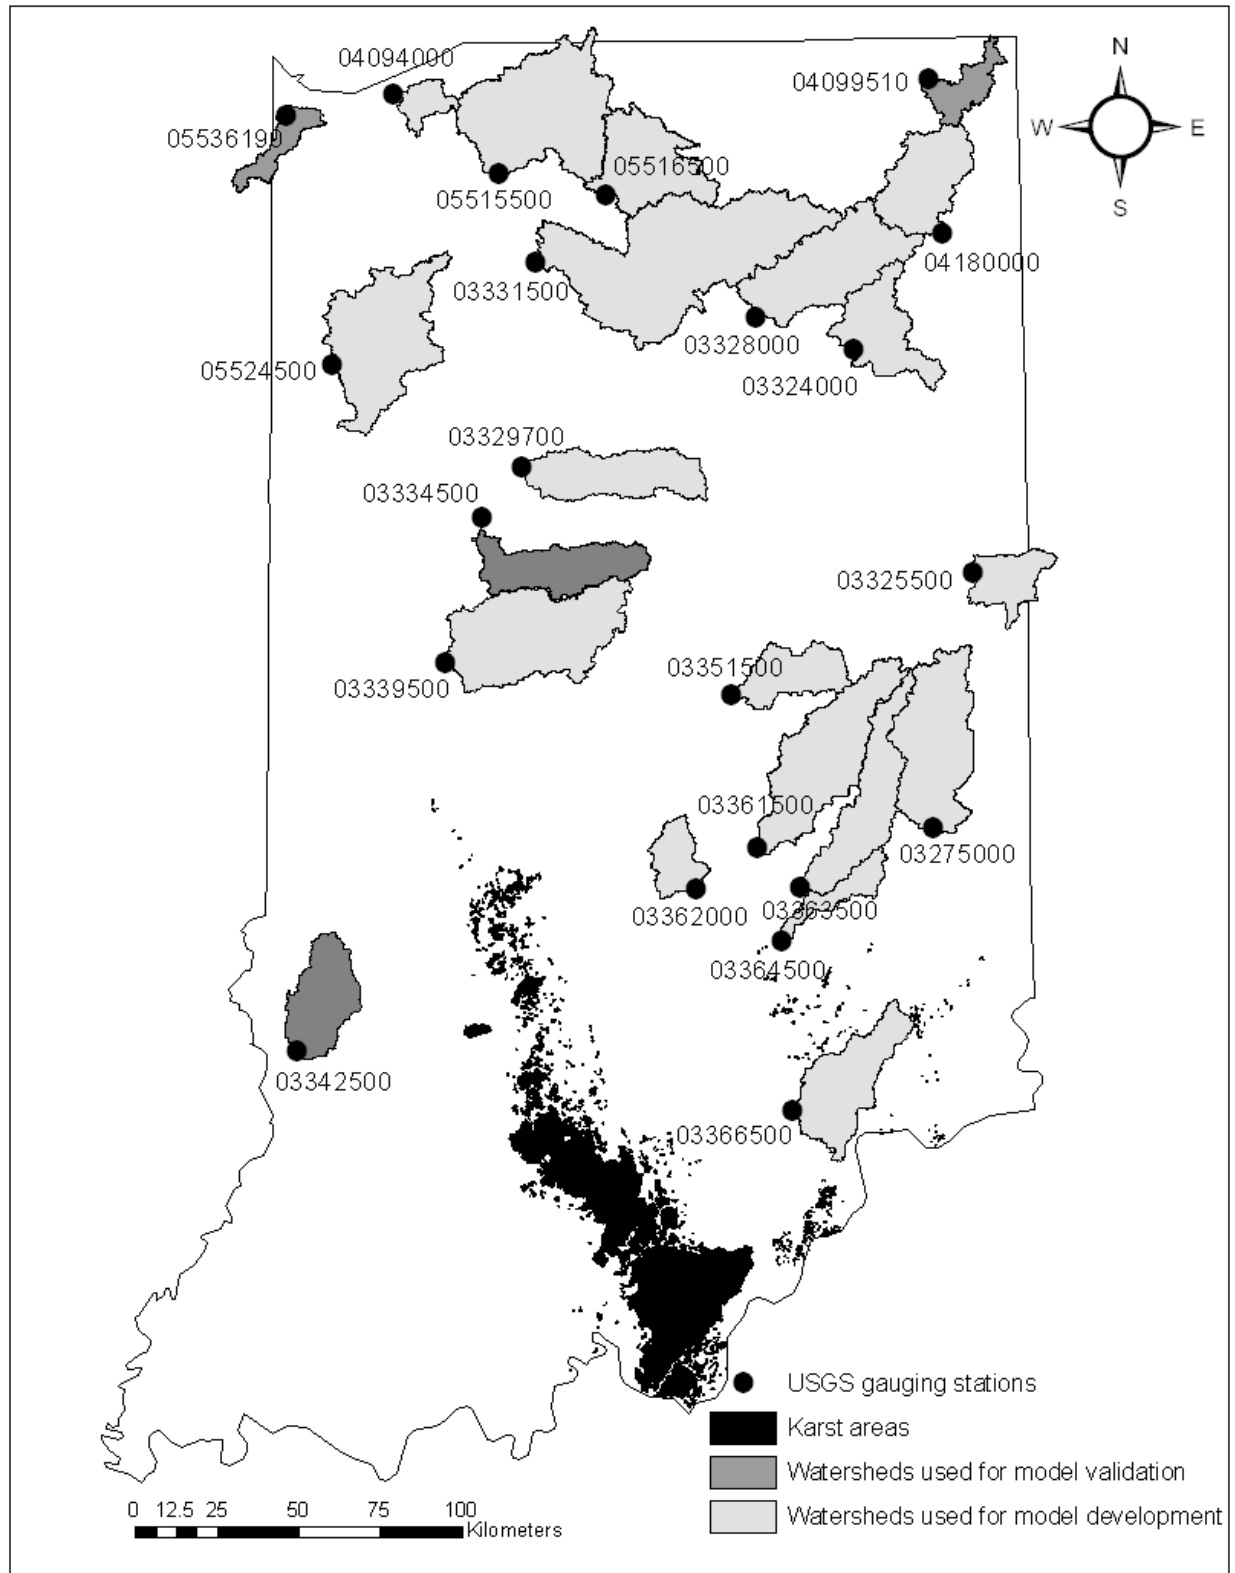 N
04094000
04099510
W
E
05536190
05516500
05515500
S
04180000
03331500
03328000
05524500
03324000
03329700
03334500
03325500
03351500
03339500
03361500
03275000
03362000
03363500
03364500
03342500
03366500
USGS gauging stations
Karst areas
Watersheds used for model validation
0 12.5 25 50 75 100
Watersheds used for model development
Kilometers